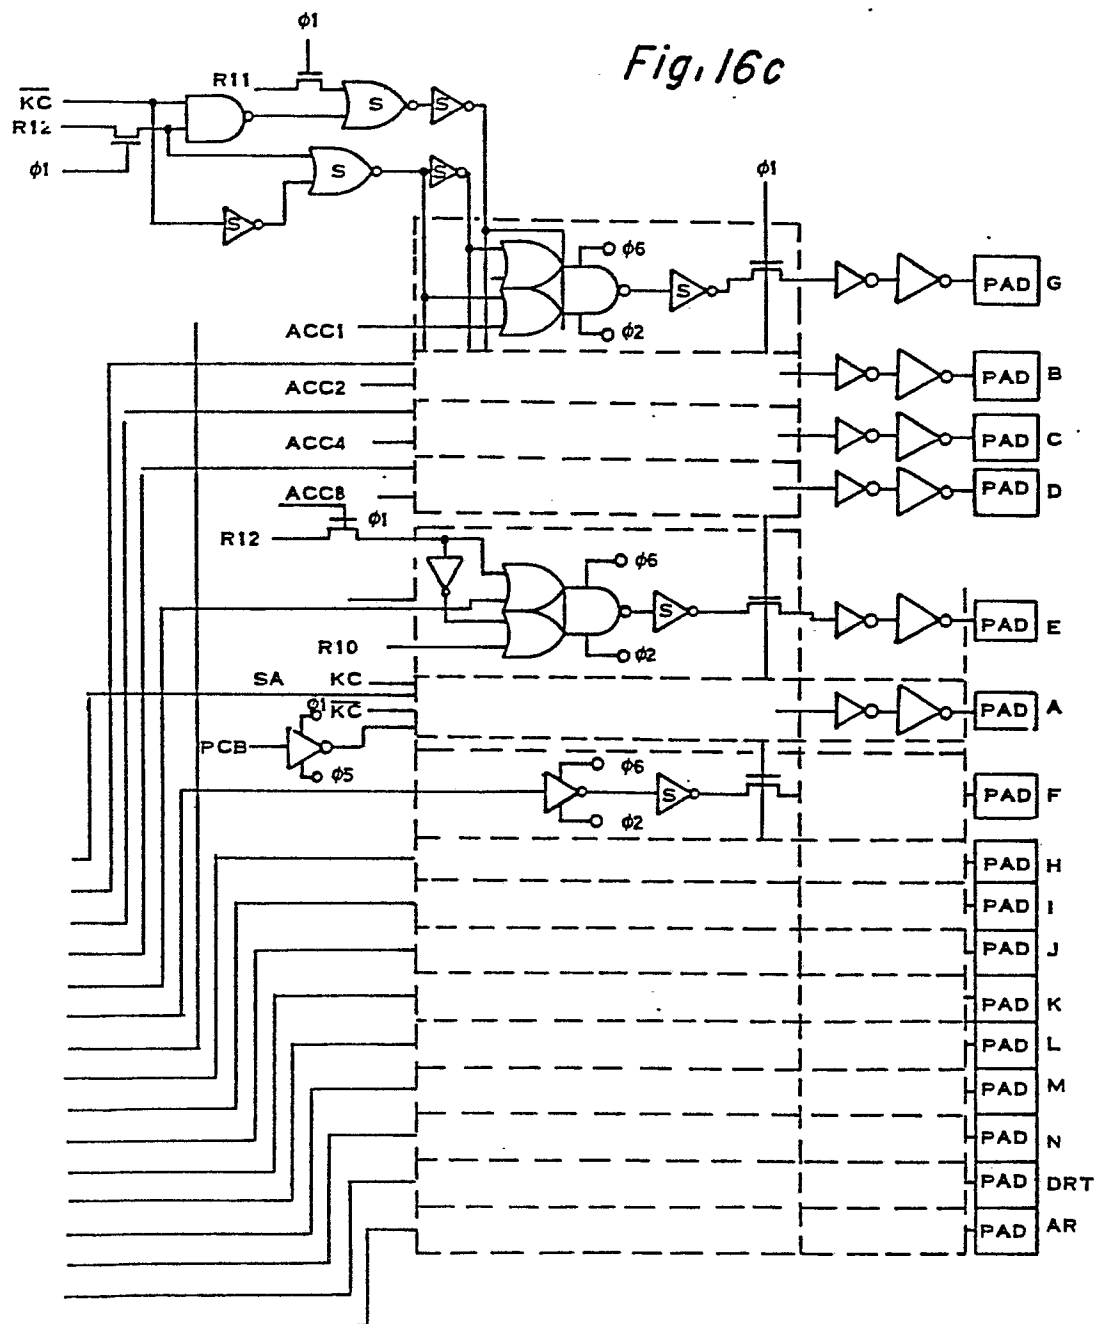 Fig. 16c
φ1
R11
K̅C̅
S
S
R12
φ1
S
S
S
φ1
φ6
S
PAD G
φ2
ACC1
PAD B
ACC2
PAD C
ACC4
PAD D
ACC8
φ1
R12
φ6
S
PAD E
R10
φ2
SA
KC
φ1
K̅C̅
PAD A
PCB
φ5
φ6
S
PAD F
φ2
PAD H
PAD I
PAD J
PAD K
PAD L
PAD M
PAD N
PAD DRT
PAD AR